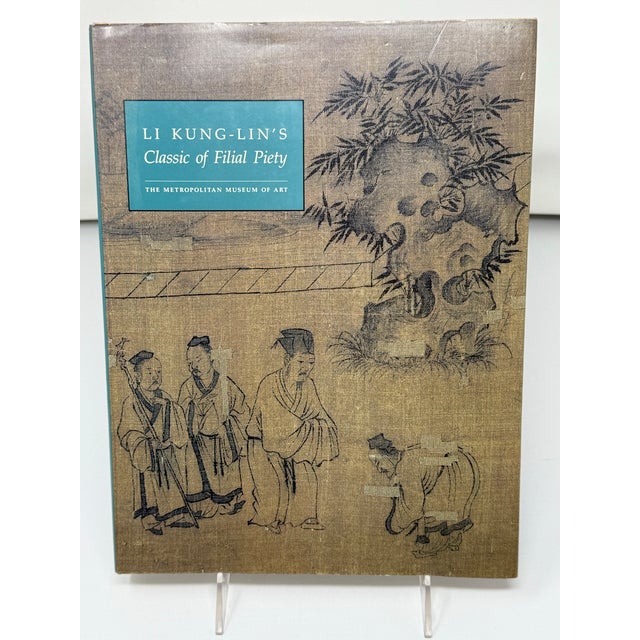 LI KUNG-LIN'S
Classic of Filial Piety
THE METROPOLITAN MUSEUM OF ART